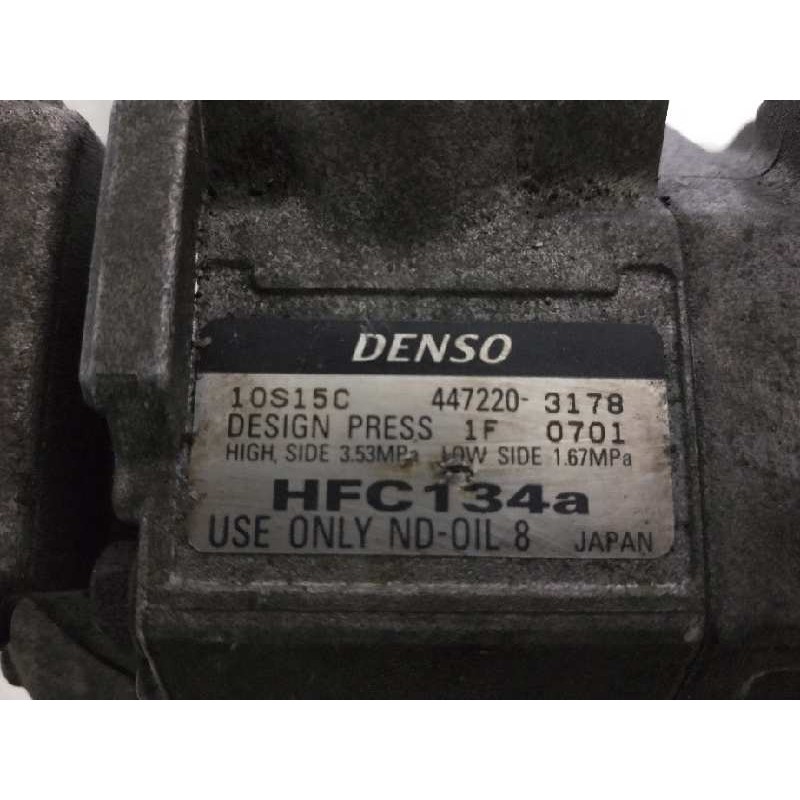 DENSO
10S15C 447220- 3178
DESIGN PRESS 1F 0701
HIGH SIDE 3.53MPa LOW SIDE 1.67MPa
HFC134a
USE ONLY ND-OIL 8 JAPAN